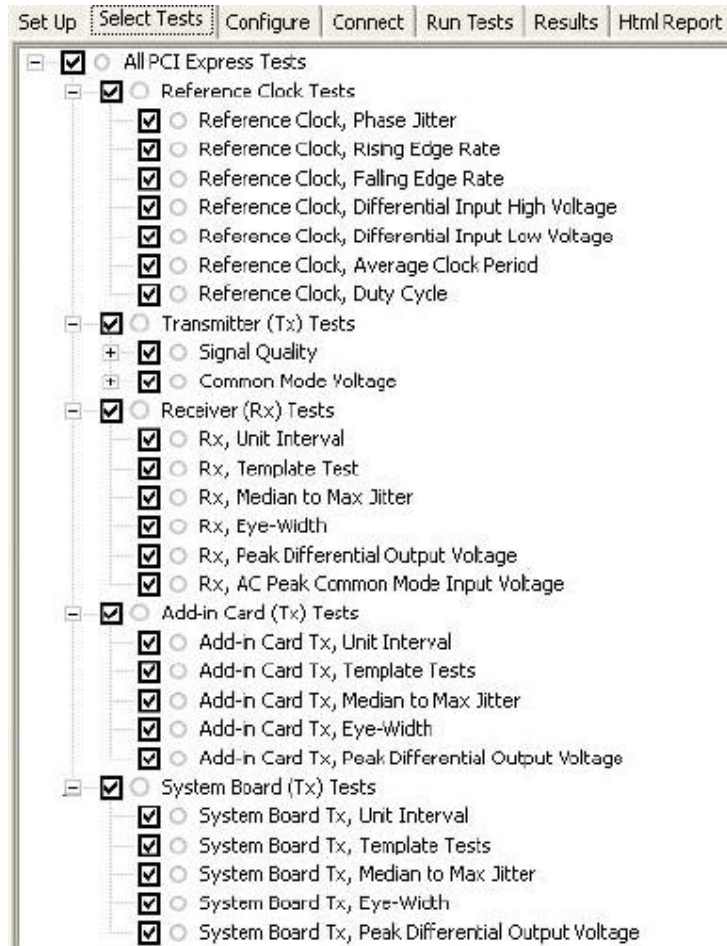 Set Up Select Tests Configure Connect Run Tests Results Html Report
All PCI Express Tests
Reference Clock Tests
Reference Clock, Phase Jitter
Reference Clock, Rising Edge Rate
Reference Clock, Falling Edge Rate
Reference Clock, Differential Input High Voltage
Reference Clock, Differential Input Low Voltage
Reference Clock, Average Clock Period
Reference Clock, Duty Cycle
Transmitter (Tx) Tests
Signal Quality
Common Mode Voltage
Receiver (Rx) Tests
Rx, Unit Interval
Rx, Template Test
Rx, Median to Max Jitter
Rx, Eye-Width
Rx, Peak Differential Output Voltage
Rx, AC Peak Common Mode Input Voltage
Add-in Card (Tx) Tests
Add-in Card Tx, Unit Interval
Add-in Card Tx, Template Tests
Add-in Card Tx, Median to Max Jitter
Add-in Card Tx, Eye-Width
Add-in Card Tx, Peak Differential Output Voltage
System Board (Tx) Tests
System Board Tx, Unit Interval
System Board Tx, Template Tests
System Board Tx, Median to Max Jitter
System Board Tx, Eye-Width
System Board Tx, Peak Differential Output Voltage